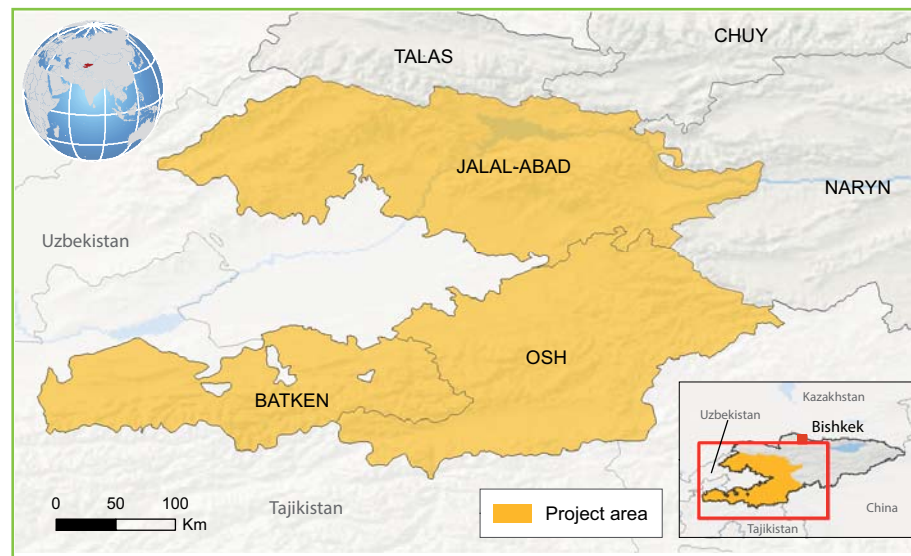 CHUY
TALAS
JALAL-ABAD
NARYN
Uzbekistan
OSH
BATKEN
Kazakhstan
Uzbekistan
Bishkek
China
Tajikistan
0 50 100
Km
Tajikistan
Project area